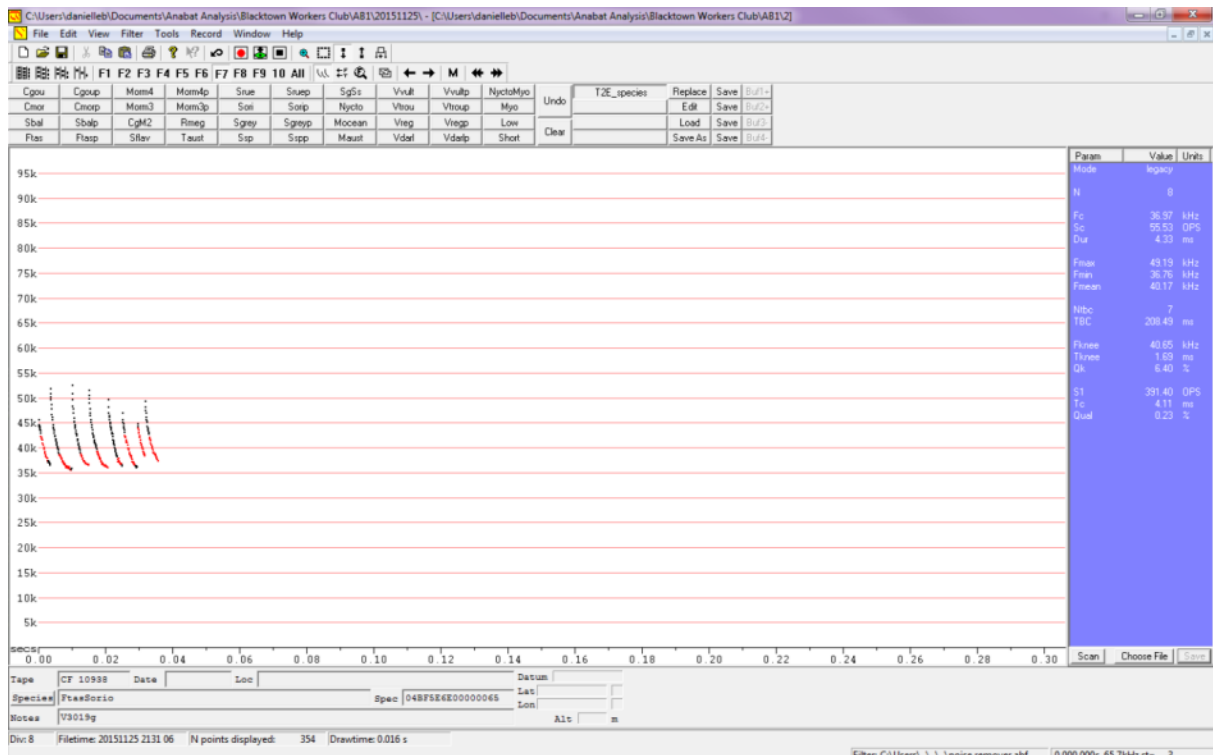 C:\Users\danielleb\Documents\Anabat Analysis\Blacktown Workers Club\AB1\20151125\ - [C:\Users\danielleb\Documents\Anabat Analysis\Blacktown Workers Club\AB1\2]
File Edit View Filter Tools Record Window Help
F1 F2 F3 F4 F5 F6 F7 F8 F9 10 All M
Cgou Cgoup Morm4 Morm4p Srue Sruep SgSs Vvult Vvultp NyctoMyo Undo T2E_species Replace Save Buf1+
Cmor Cmorp Morm3 Morm3p Sori Sorip Nycto Vtrou Vtroup Myo Edit Save Buf2+
Sbal Sbalp CgM2 Rmeg Sgrey Sgreyp Mocean Vreg Vregp Low Clear Load Save Buf3-
Ftas Ftasp Sflav Taust Ssp Sspp Maust Vdarl Vdarlp Short Save As Save Buf4-
Param Value Units
Mode legacy
N 8
Fc 36.97 kHz
Sc 55.53 OPS
Dur 4.33 ms
Fmax 49.19 kHz
Fmin 36.76 kHz
Fmean 40.17 kHz
Ntbc 7
TBC 208.49 ms
Fknee 40.65 kHz
Tknee 1.69 ms
Qk 6.40 %
S1 391.40 OPS
Tc 4.11 ms
Qual 0.23 %
95k
90k
85k
80k
75k
70k
65k
60k
55k
50k
45k
40k
35k
30k
25k
20k
15k
10k
5k
secs
0.00 0.02 0.04 0.06 0.08 0.10 0.12 0.14 0.16 0.18 0.20 0.22 0.24 0.26 0.28 0.30
Scan Choose File Save
Tape CF 10938 Date Loc Datum
Species FtasSorio Spec 04BF5E6E00000065 Lat
Lon
Notes V3019g Alt m
Div: 8 Filetime: 20151125 2131 06 N points displayed: 354 Drawtime: 0.016 s